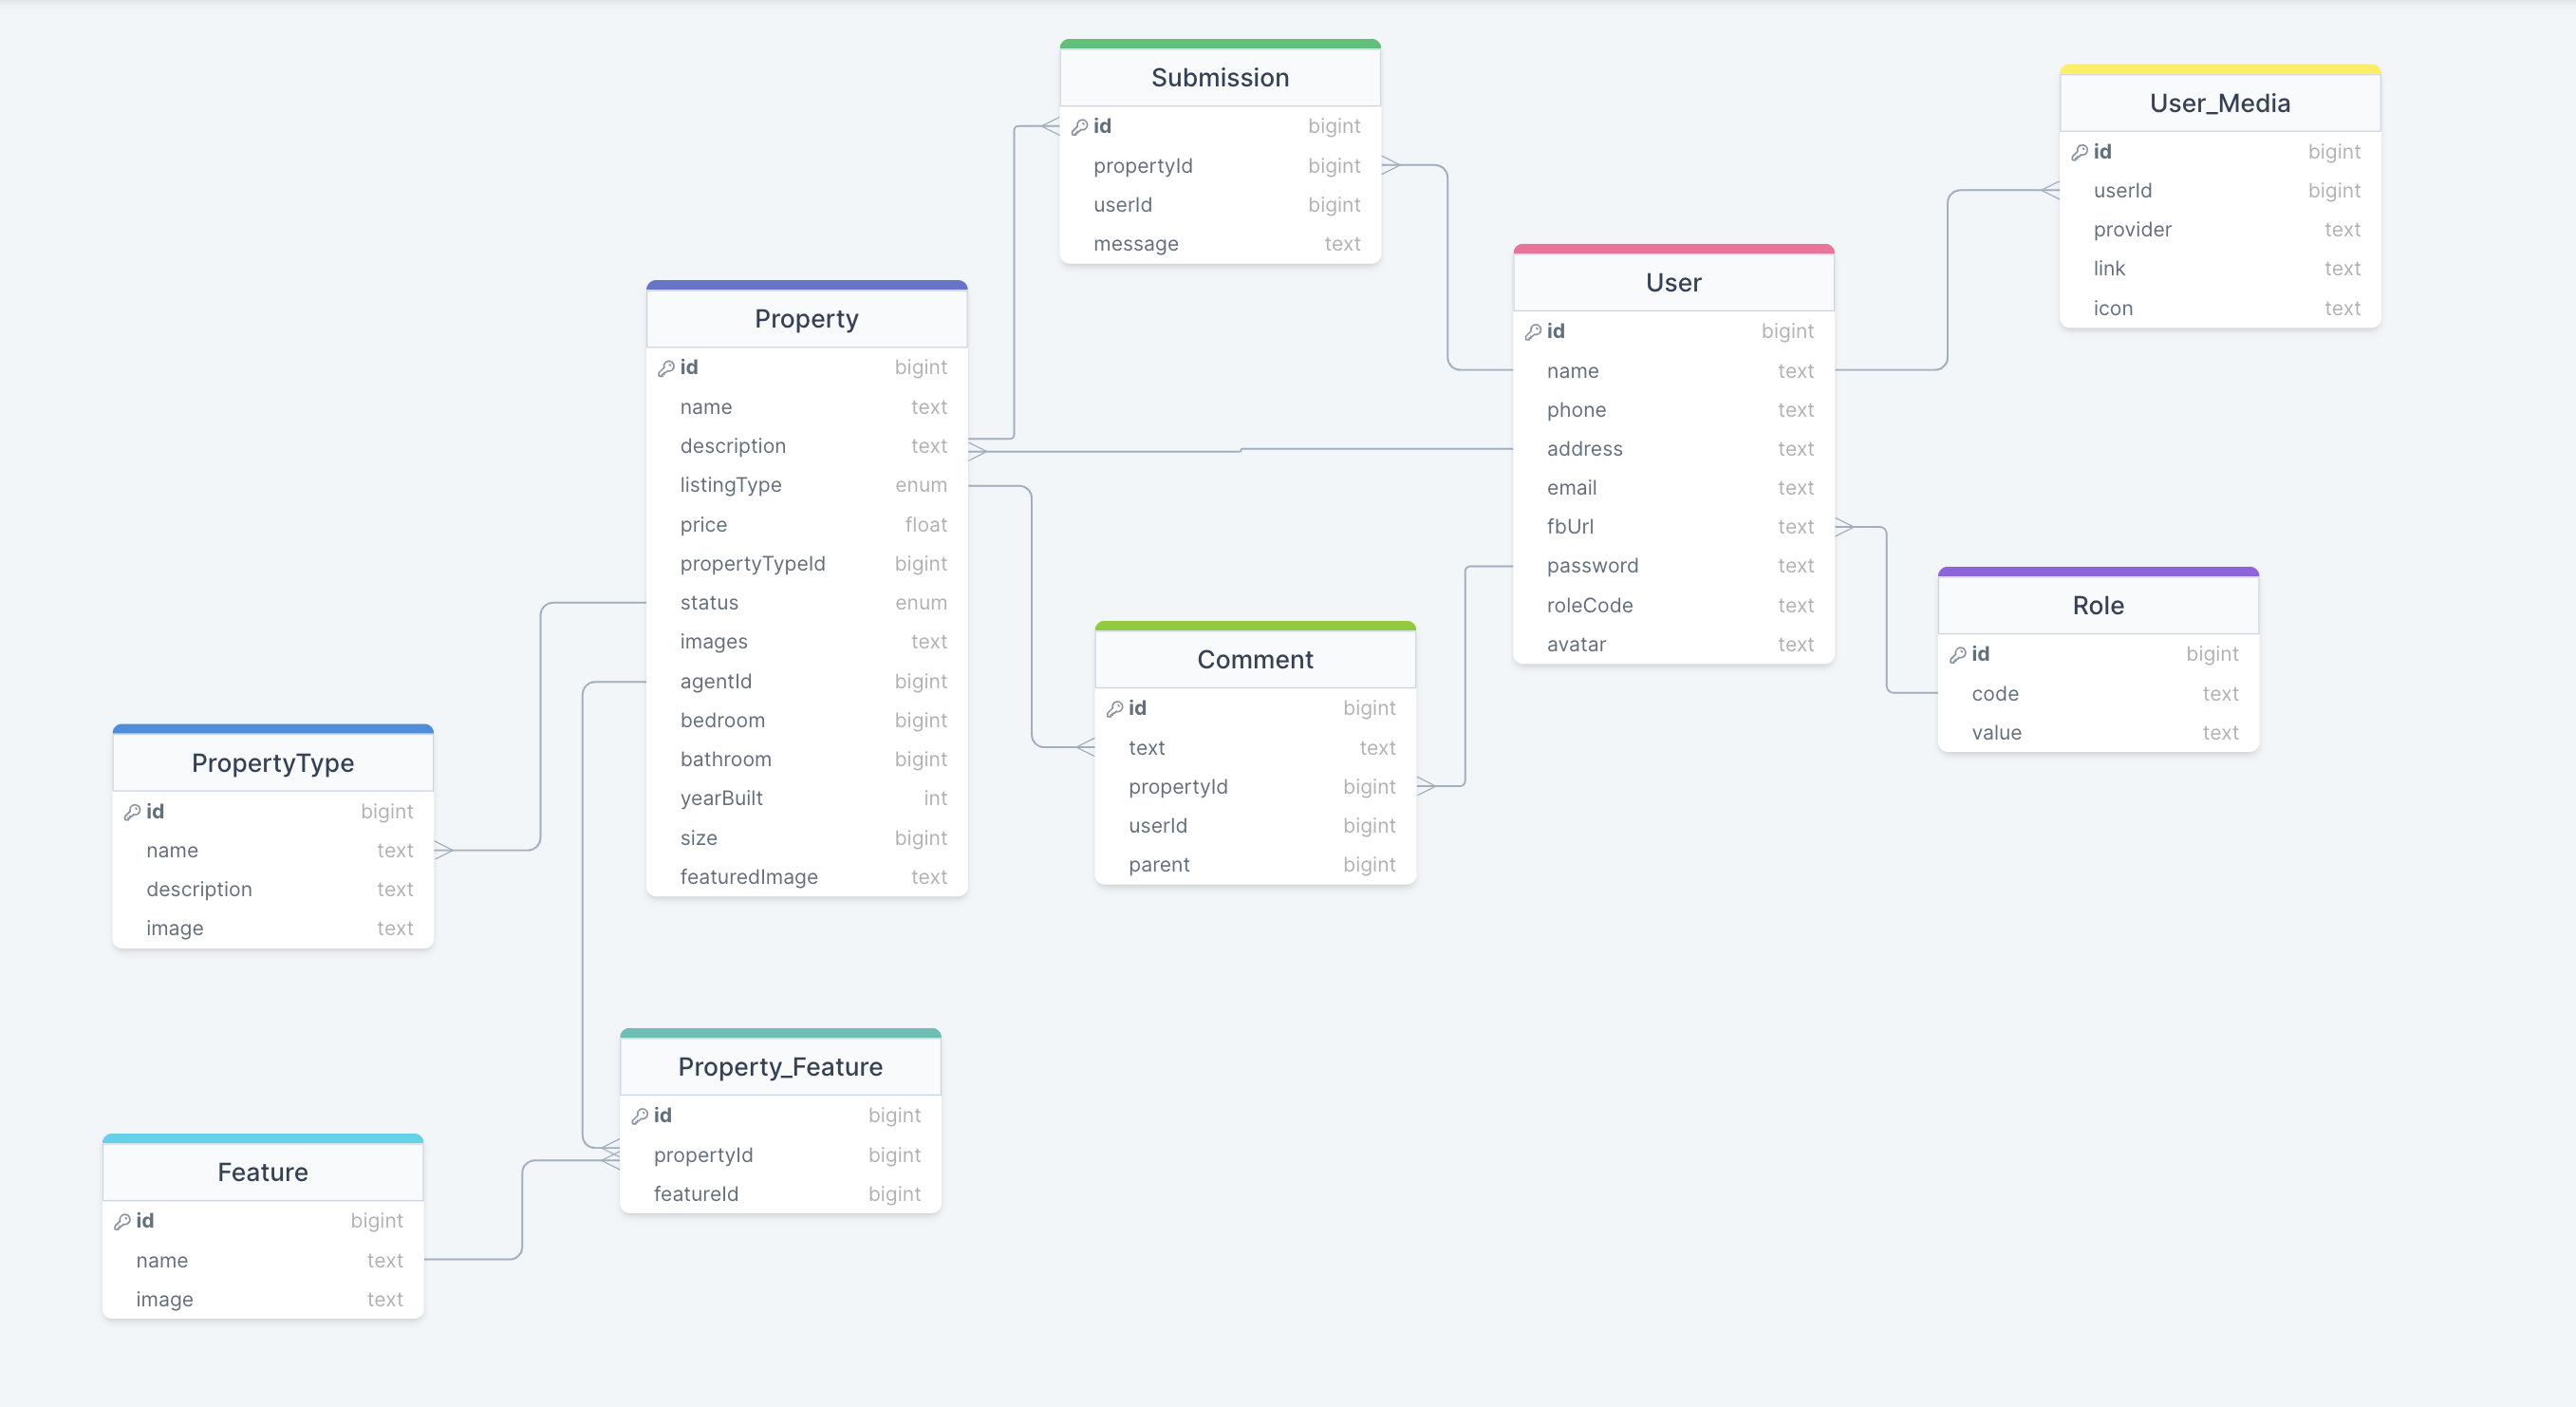 Submission
id bigint
propertyId bigint
userId bigint
message text
User_Media
id bigint
userId bigint
provider text
link text
icon text
Property
id bigint
name text
description text
listingType enum
price float
propertyTypeId bigint
status enum
images text
agentId bigint
bedroom bigint
bathroom bigint
yearBuilt int
size bigint
featuredImage text
User
id bigint
name text
phone text
address text
email text
fbUrl text
password text
roleCode text
avatar text
Role
id bigint
code text
value text
Comment
id bigint
text text
propertyId bigint
userId bigint
parent bigint
PropertyType
id bigint
name text
description text
image text
Property_Feature
id bigint
propertyId bigint
featureId bigint
Feature
id bigint
name text
image text